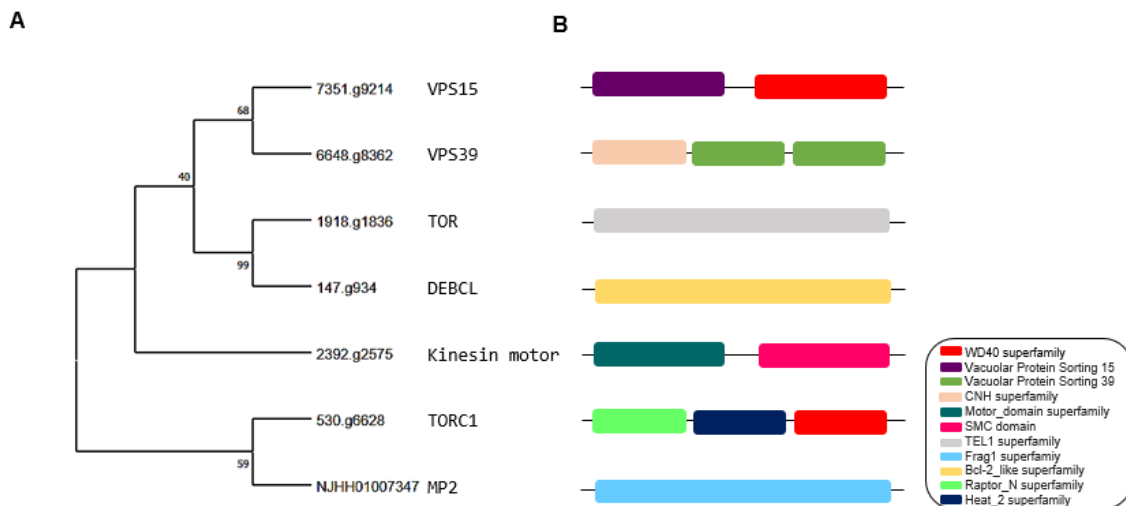 A
B
7351.g9214 VPS15
68
6648.g8362 VPS39
40
1918.g1836 TOR
99
147.g934 DEBCL
2392.g2575 Kinesin motor
530.g6628 TORC1
59
NJHH01007347 MP2
WD40 superfamily
Vacuolar Protein Sorting 15
Vacuolar Protein Sorting 39
CNH superfamily
Motor_domain superfamily
SMC domain
TEL1 superfamily
Frag1 superfamiy
Bcl-2_like superfamily
Raptor_N superfamily
Heat_2 superfamily